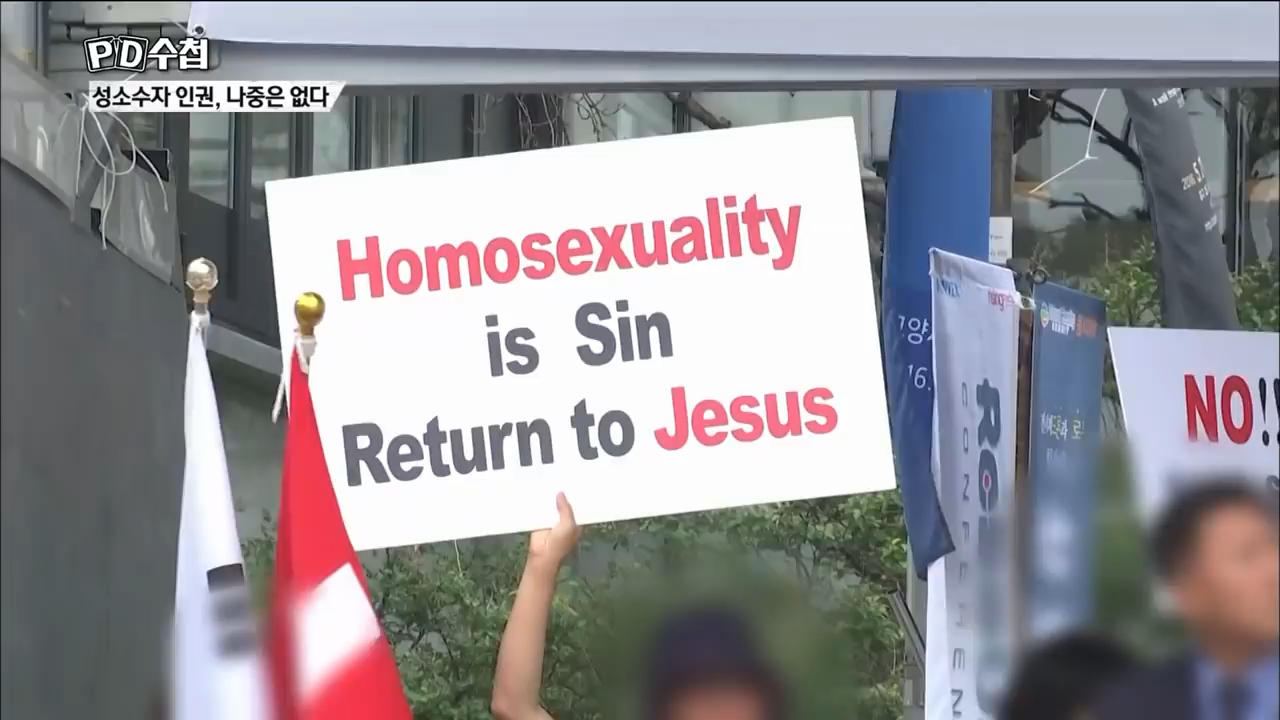 PD수첩
성소수자 인권, 나중은 없다
Homosexuality
is Sin
Return to Jesus
NO!!